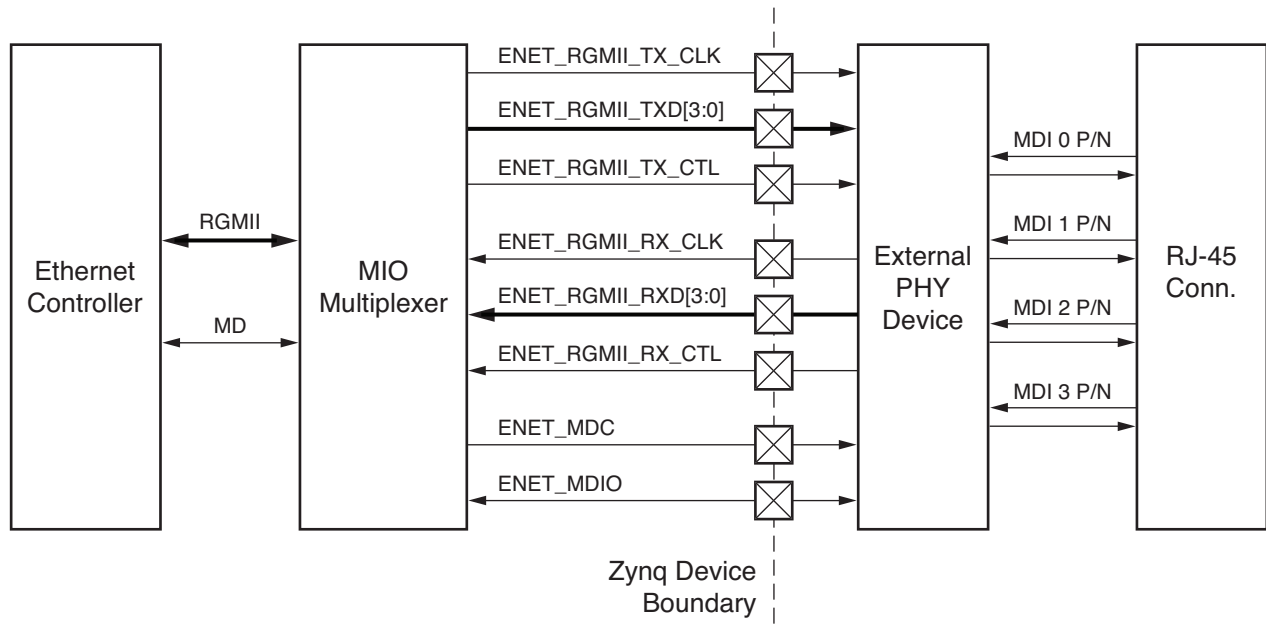 ENET_RGMII_TX_CLK
ENET_RGMII_TXD[3:0]
ENET_RGMII_TX_CTL
ENET_RGMII_RX_CLK
ENET_RGMII_RXD[3:0]
ENET_RGMII_RX_CTL
ENET_MDC
ENET_MDIO
RGMII
MD
Ethernet
Controller
MIO
Multiplexer
External
PHY
Device
MDI 0 P/N
MDI 1 P/N
MDI 2 P/N
MDI 3 P/N
RJ-45
Conn.
Zynq Device
Boundary